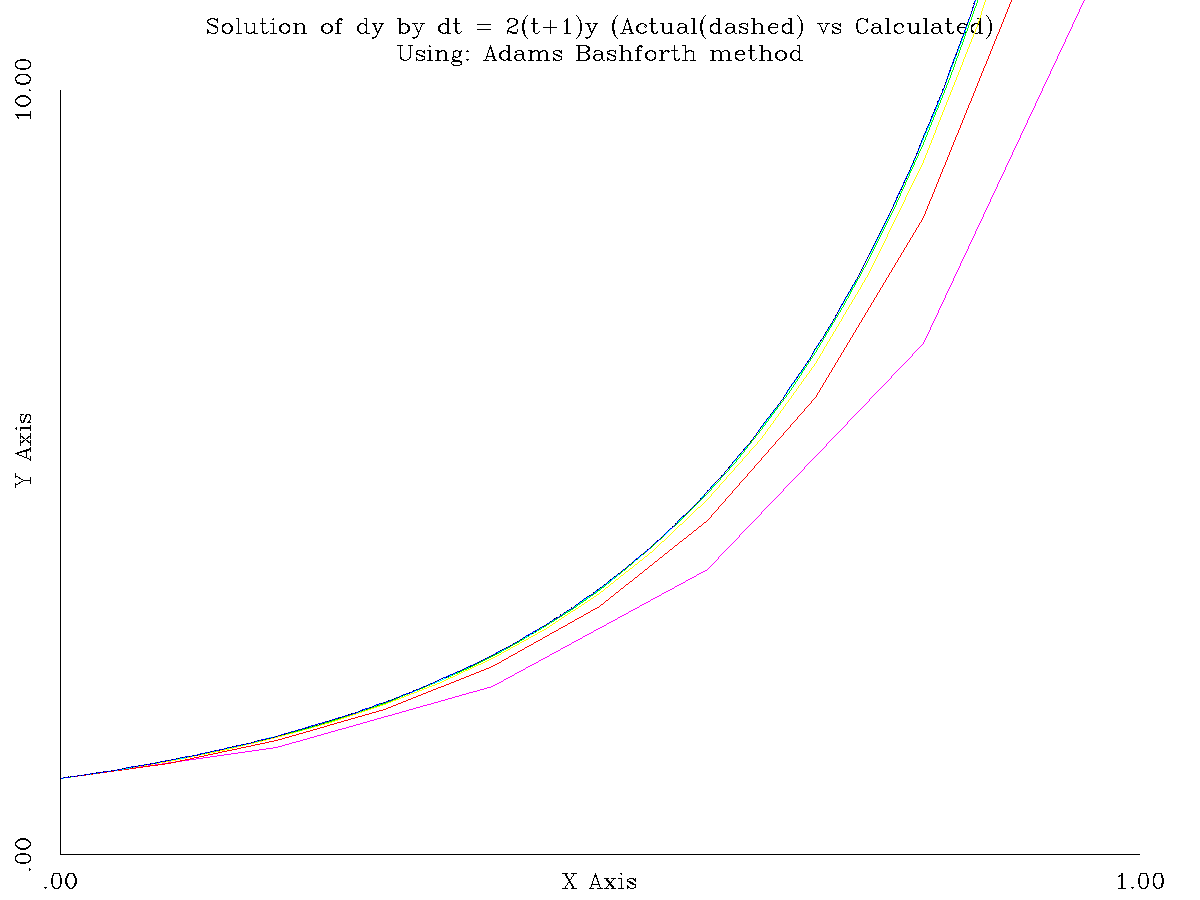 Solution of dy by dt = 2(t+1)y (Actual(dashed) vs Calculated)
Using: Adams Bashforth method
10.00
Y Axis
.00
.00
X Axis
1.00